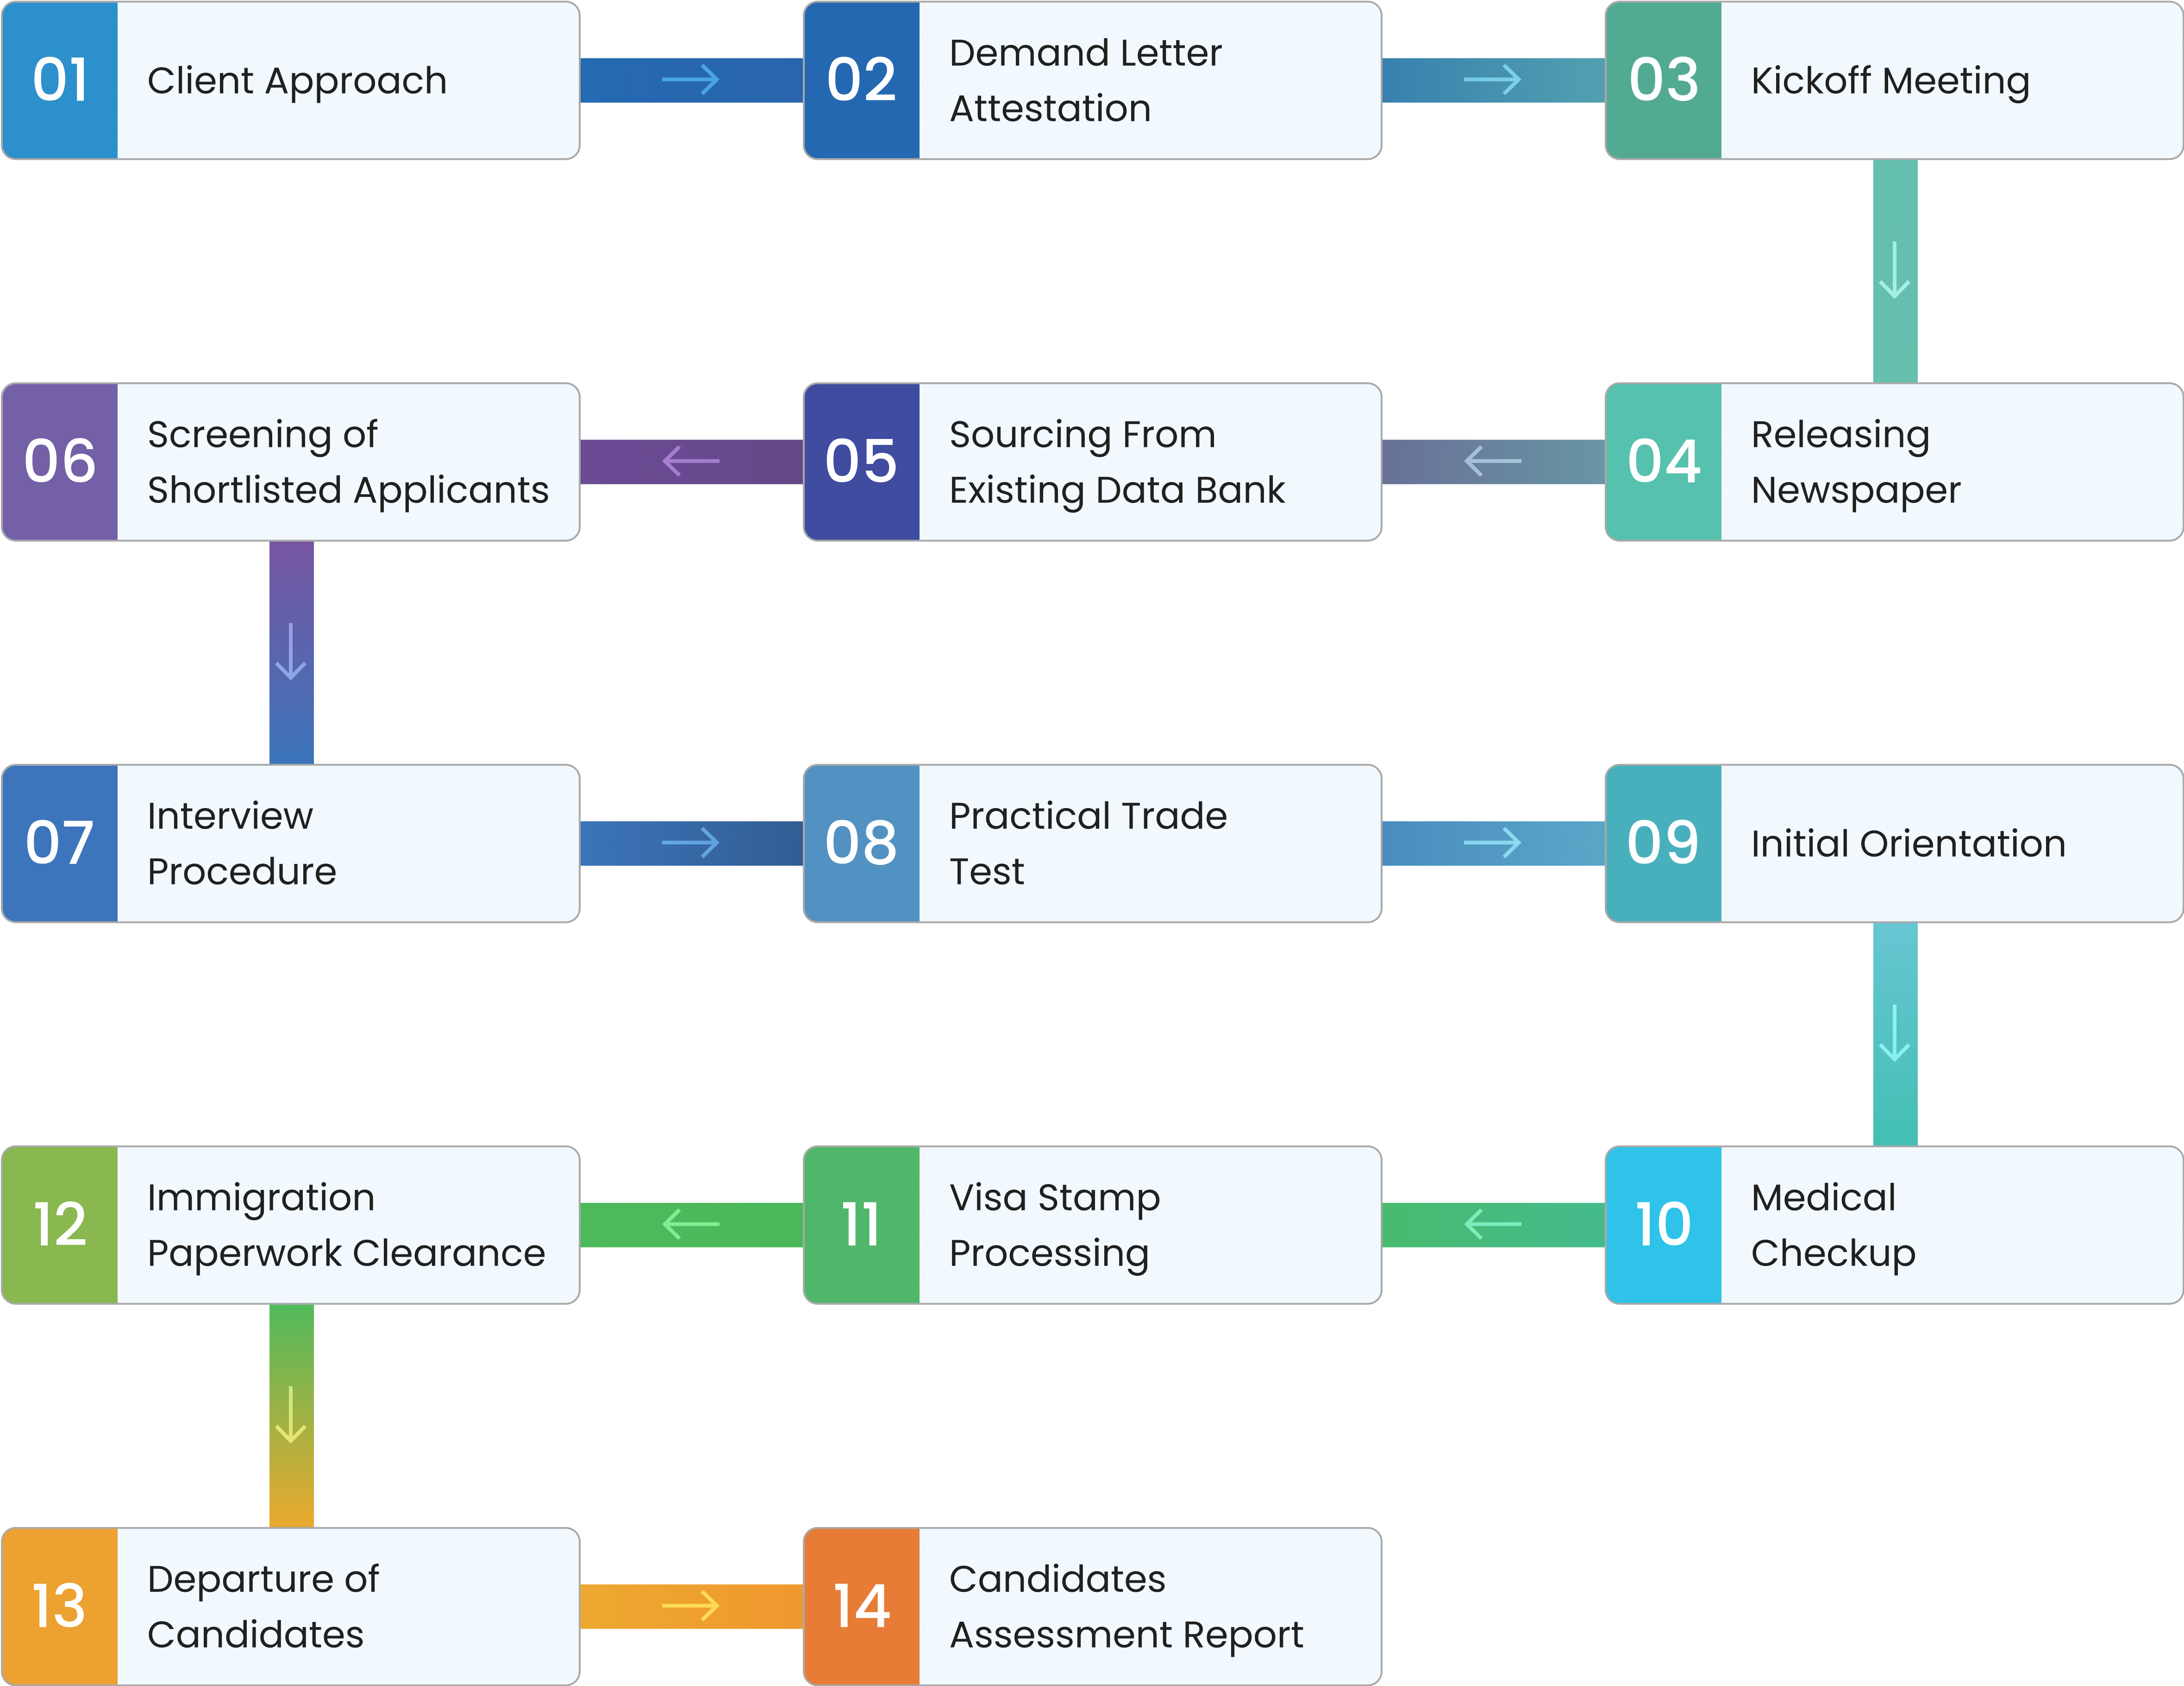 01
Client Approach
02
Demand Letter
Attestation
03
Kickoff Meeting
04
Releasing
Newspaper
05
Sourcing From
Existing Data Bank
06
Screening of
Shortlisted Applicants
07
Interview
Procedure
08
Practical Trade
Test
09
Initial Orientation
10
Medical
Checkup
11
Visa Stamp
Processing
12
Immigration
Paperwork Clearance
13
Departure of
Candidates
14
Candidates
Assessment Report